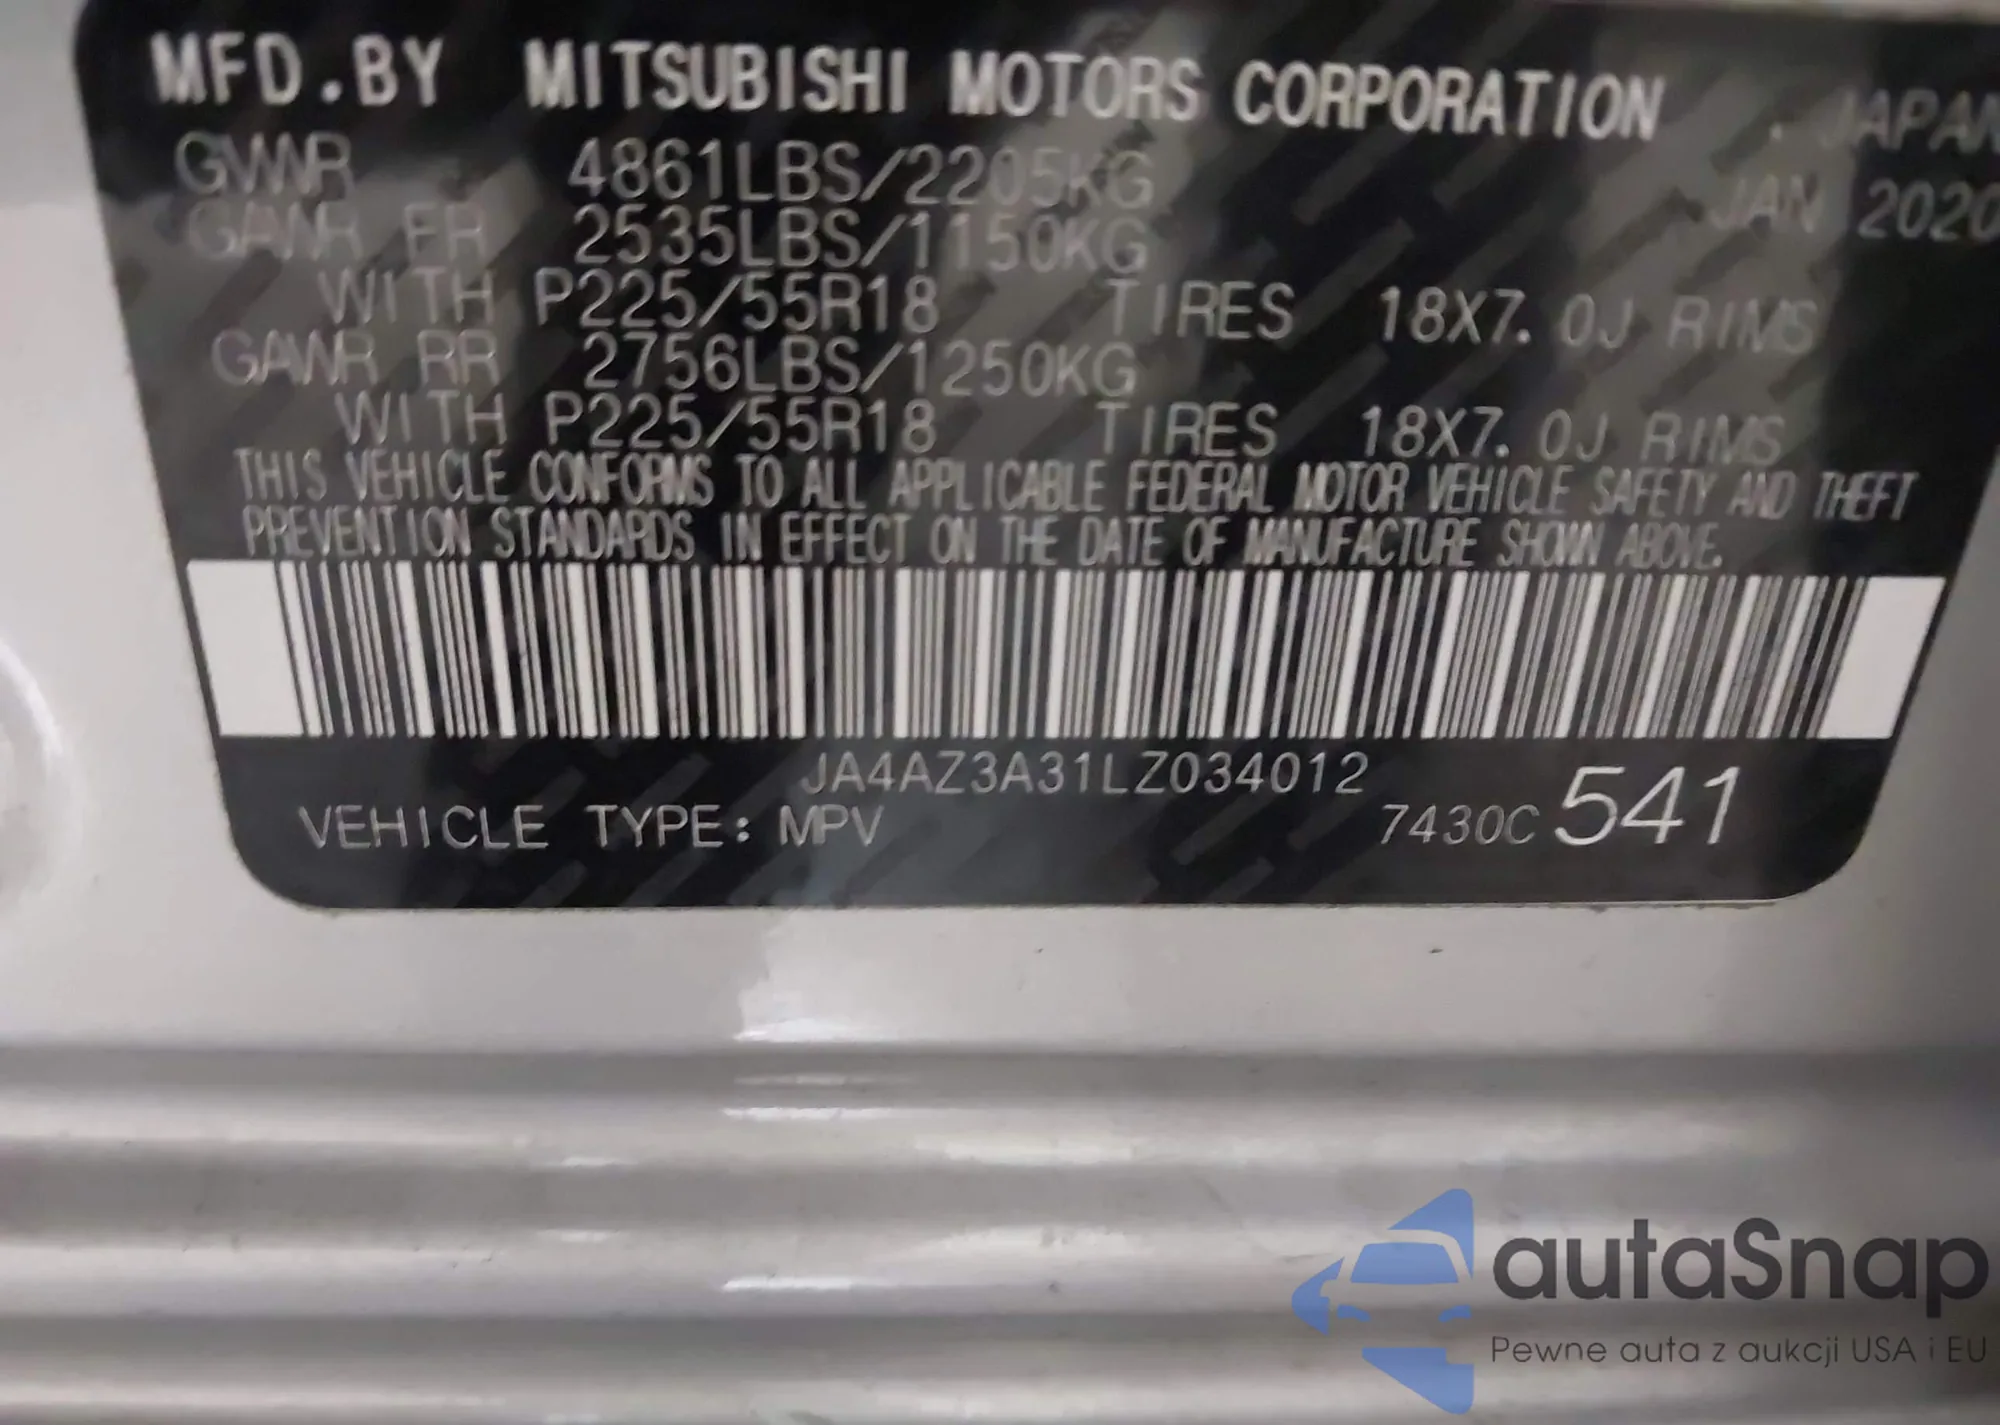 MFD.BY MITSUBISHI MOTORS CORPORATION . JAPAN
GVWR 4861LBS/2205KG JAN 2020
GAWR FR 2535LBS/1150KG
WITH P225/55R18 TIRES 18X7.0J RIMS
GAWR RR 2756LBS/1250KG
WITH P225/55R18 TIRES 18X7.0J RIMS
THIS VEHICLE CONFORMS TO ALL APPLICABLE FEDERAL MOTOR VEHICLE SAFETY AND THEFT
PREVENTION STANDARDS IN EFFECT ON THE DATE OF MANUFACTURE SHOWN ABOVE.
JA4AZ3A31LZ034012
VEHICLE TYPE: MPV 7430C 541
autaSnap
Pewne auta z aukcji USA i EU